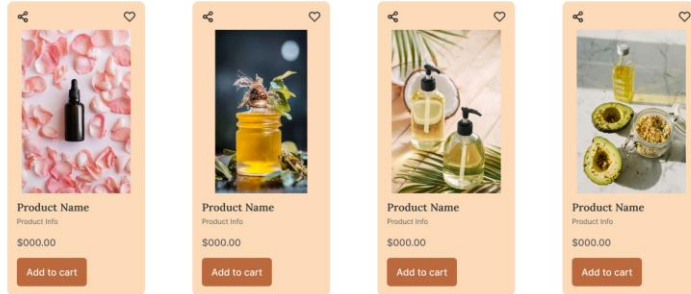 Product Name
Product Info
$000.00
Add to cart
Product Name
Product Info
$000.00
Add to cart
Product Name
Product Info
$000.00
Add to cart
Product Name
Product Info
$000.00
Add to cart